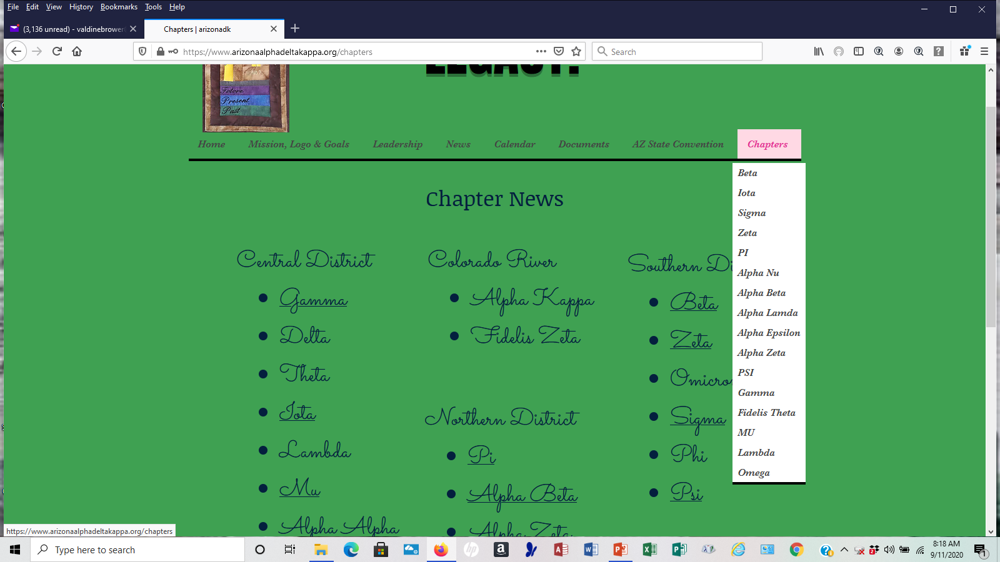 File Edit View History Bookmarks Tools Help
(3,136 unread) - valdinebrower
Chapters | arizonadk
https://www.arizonaalphadeltakappa.org/chapters
Search
LEGACY!
Future
Present
Past
Home Mission, Logo & Goals Leadership News Calendar Documents AZ State Convention Chapters
Beta
Iota
Sigma
Zeta
PI
Alpha Nu
Alpha Beta
Alpha Lamda
Alpha Epsilon
Alpha Zeta
PSI
Gamma
Fidelis Theta
MU
Lambda
Omega
Chapter News
Central District
Gamma
Delta
Theta
Iota
Lambda
Mu
Alpha Alpha
Colorado River
Alpha Kappa
Fidelis Zeta
Northern District
Pi
Alpha Beta
Alpha Zeta
Southern Di
Beta
Zeta
Omicro
Sigma
Phi
Psi
https://www.arizonaalphadeltakappa.org/chapters
Type here to search
8:18 AM
9/11/2020
1